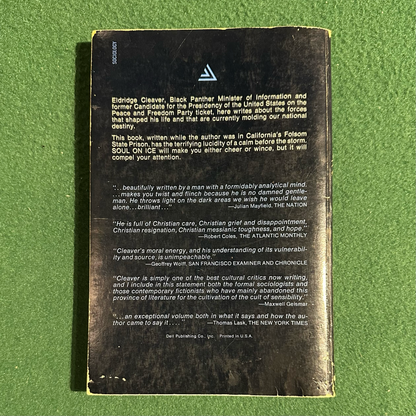 SOCIOLOGY
Eldridge Cleaver, Black Panther Minister of Information and
former Candidate for the Presidency of the United States on the
Peace and Freedom Party ticket, here writes about the forces
that shaped his life and that are currently molding our national
destiny.
This book, written while the author was in California's Folsom
State Prison, has the terrifying lucidity of a calm before the storm.
SOUL ON ICE will make you either cheer or wince, but it will
compel your attention.
"...beautifully written by a man with a formidably analytical mind.
...makes you twist and flinch because he is no damned gentle-
man. He throws light on the dark areas we wish he would leave
alone...brilliant..." —Julian Mayfield, THE NATION
"He is full of Christian care, Christian grief and disappointment,
Christian resignation, Christian messianic toughness, and hope."
—Robert Coles, THE ATLANTIC MONTHLY
"Cleaver's moral energy, and his understanding of its vulnerabil-
ity and source, is unimpeachable."
—Geoffrey Wolff, SAN FRANCISCO EXAMINER AND CHRONICLE
"Cleaver is simply one of the best cultural critics now writing,
and I include in this statement both the formal sociologists and
those contemporary fictionists who have mainly abandoned this
province of literature for the cultivation of the cult of sensibility."
—Maxwell Geismar
"...an exceptional volume both in what it says and how the au-
thor came to say it...." —Thomas Lask, THE NEW YORK TIMES
Dell Publishing Co., Inc. Printed in U.S.A.